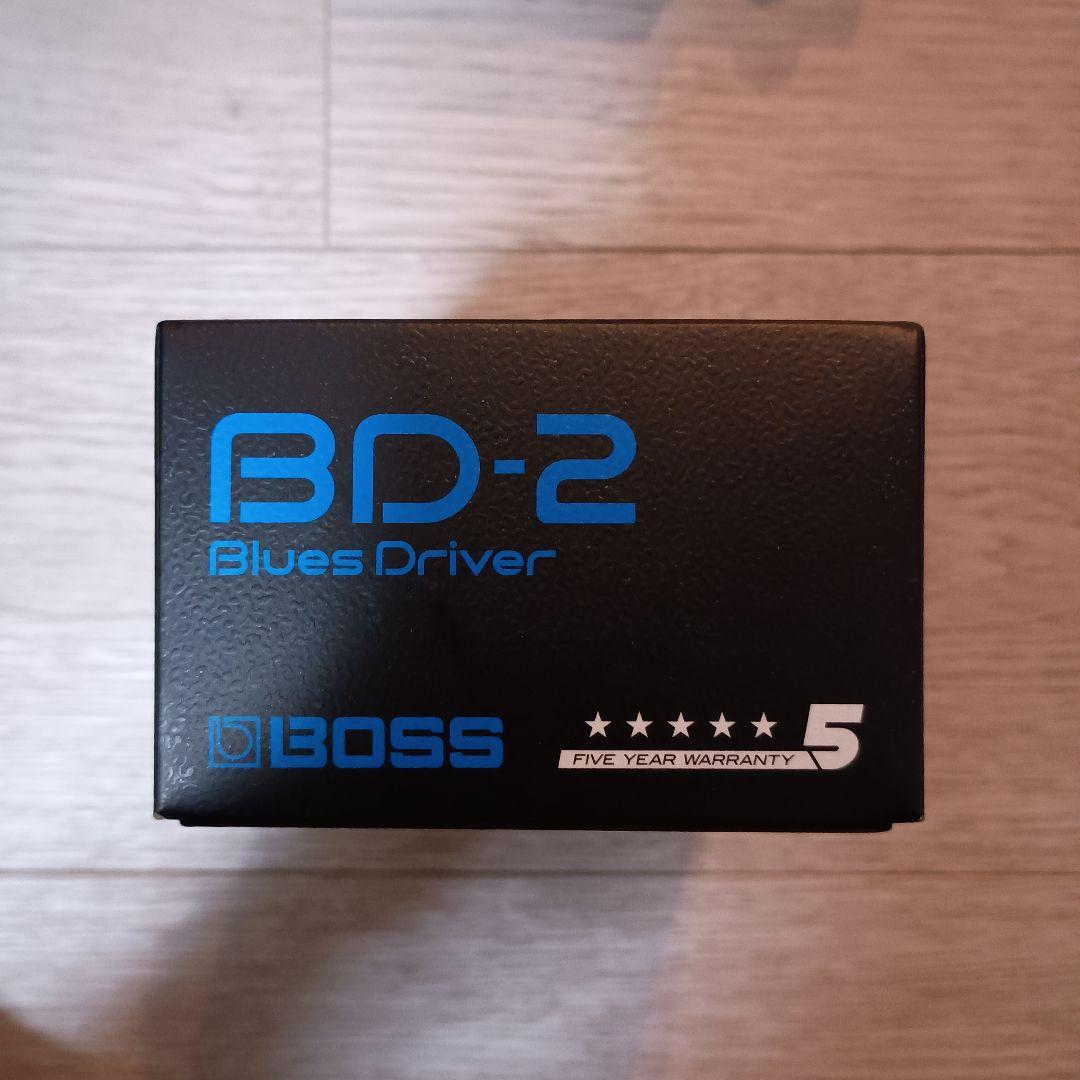 BD-2
Blues Driver
BOSS
5
FIVE YEAR WARRANTY